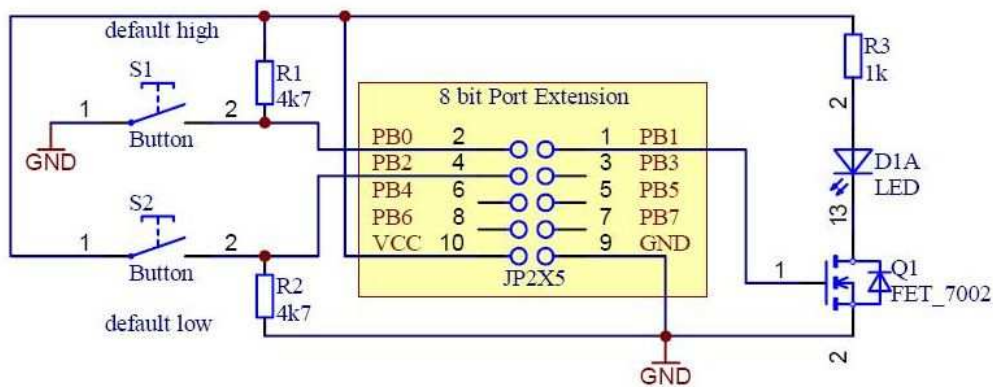 default high
S1
1
2
Button
GND
R1
4k7
8 bit Port Extension
PB0 2 1 PB1
PB2 4 3 PB3
PB4 6 5 PB5
PB6 8 7 PB7
VCC 10 9 GND
JP2X5
S2
1
2
Button
R2
4k7
default low
GND
R3
1k
2
D1A
LED
13
1
Q1
FET_7002
2